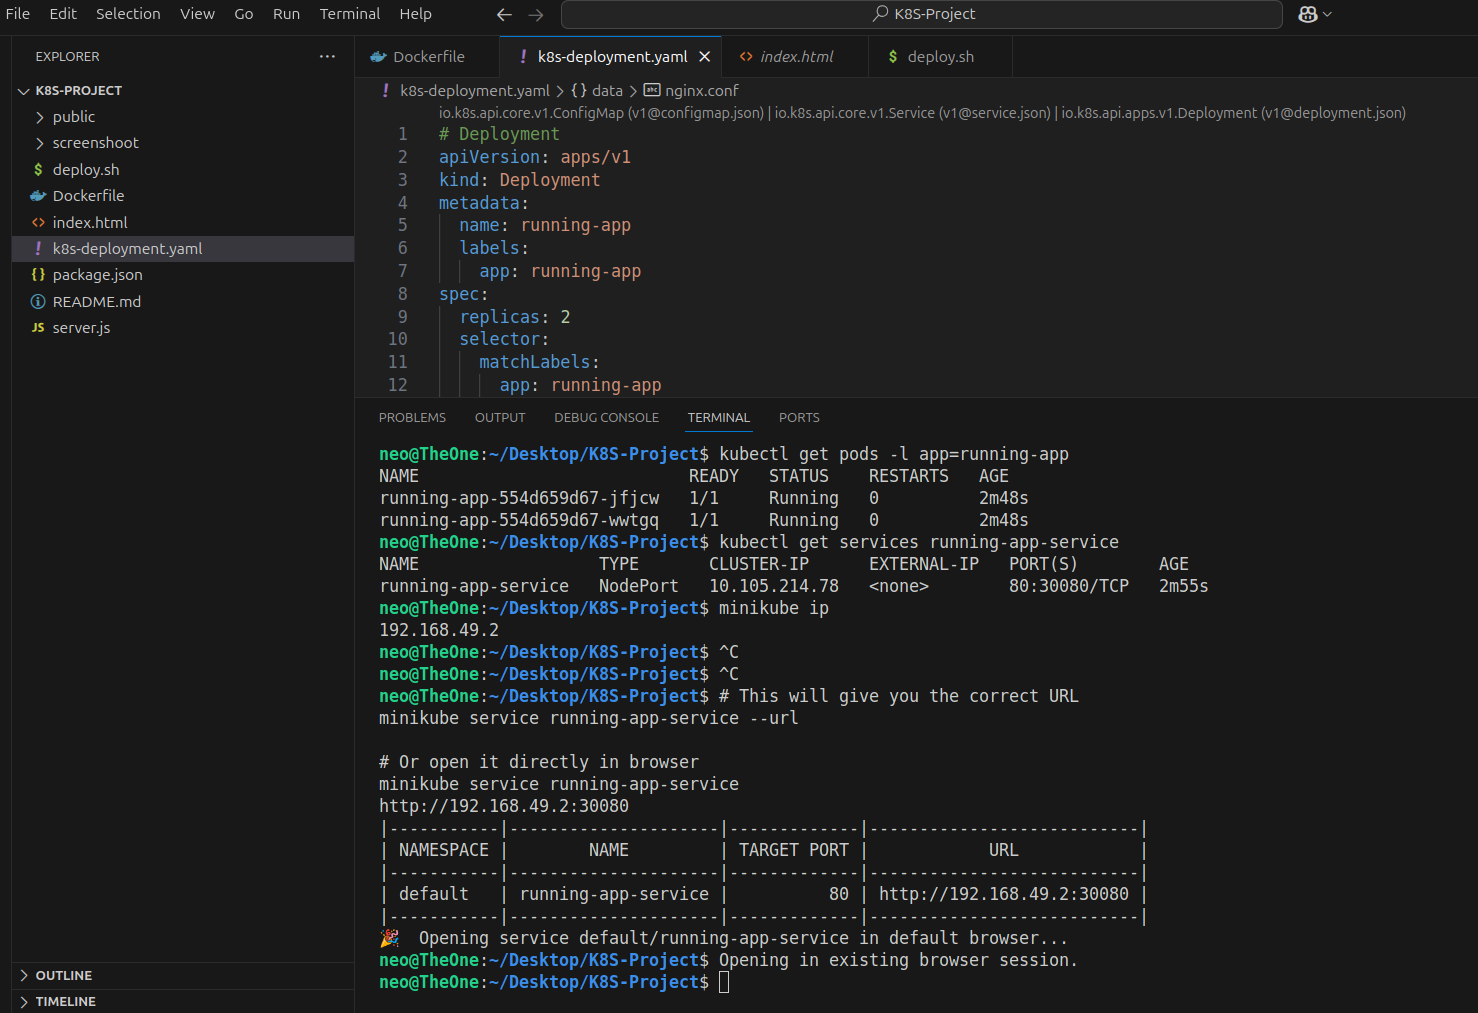 File Edit Selection View Go Run Terminal Help
K8S-Project
EXPLORER
K8S-PROJECT
public
screenshoot
$ deploy.sh
Dockerfile
<> index.html
! k8s-deployment.yaml
{} package.json
README.md
JS server.js
OUTLINE
TIMELINE
Dockerfile
! k8s-deployment.yaml
<> index.html
$ deploy.sh
! k8s-deployment.yaml > {} data > abc nginx.conf
io.k8s.api.core.v1.ConfigMap (v1@configmap.json) | io.k8s.api.core.v1.Service (v1@service.json) | io.k8s.api.apps.v1.Deployment (v1@deployment.json)
1 # Deployment
2 apiVersion: apps/v1
3 kind: Deployment
4 metadata:
5 name: running-app
6 labels:
7 app: running-app
8 spec:
9 replicas: 2
10 selector:
11 matchLabels:
12 app: running-app
PROBLEMS OUTPUT DEBUG CONSOLE TERMINAL PORTS
neo@TheOne:~/Desktop/K8S-Project$ kubectl get pods -l app=running-app
NAME READY STATUS RESTARTS AGE
running-app-554d659d67-jfjcw 1/1 Running 0 2m48s
running-app-554d659d67-wwtgq 1/1 Running 0 2m48s
neo@TheOne:~/Desktop/K8S-Project$ kubectl get services running-app-service
NAME TYPE CLUSTER-IP EXTERNAL-IP PORT(S) AGE
running-app-service NodePort 10.105.214.78 <none> 80:30080/TCP 2m55s
neo@TheOne:~/Desktop/K8S-Project$ minikube ip
192.168.49.2
neo@TheOne:~/Desktop/K8S-Project$ ^C
neo@TheOne:~/Desktop/K8S-Project$ ^C
neo@TheOne:~/Desktop/K8S-Project$ # This will give you the correct URL
minikube service running-app-service --url
# Or open it directly in browser
minikube service running-app-service
http://192.168.49.2:30080
|-----------|---------------------|-------------|---------------------------|
| NAMESPACE | NAME | TARGET PORT | URL |
|-----------|---------------------|-------------|---------------------------|
| default | running-app-service | 80 | http://192.168.49.2:30080 |
|-----------|---------------------|-------------|---------------------------|
🎉 Opening service default/running-app-service in default browser...
neo@TheOne:~/Desktop/K8S-Project$ Opening in existing browser session.
neo@TheOne:~/Desktop/K8S-Project$